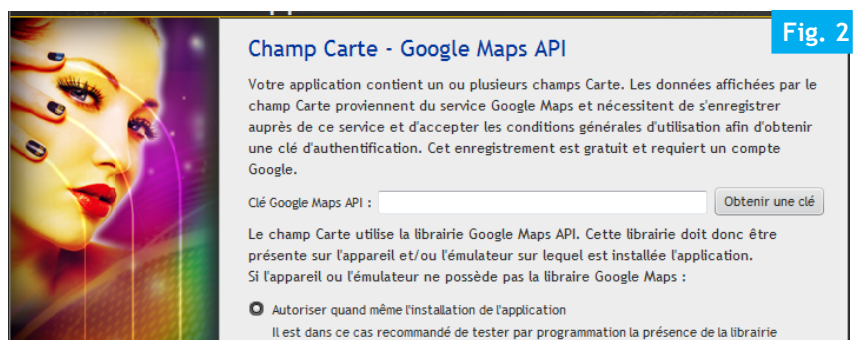 Fig. 2
Champ Carte - Google Maps API
Votre application contient un ou plusieurs champs Carte. Les données affichées par le
champ Carte proviennent du service Google Maps et nécessitent de s'enregistrer
auprès de ce service et d'accepter les conditions générales d'utilisation afin d'obtenir
une clé d'authentification. Cet enregistrement est gratuit et requiert un compte
Google.
Clé Google Maps API : Obtenir une clé
Le champ Carte utilise la librairie Google Maps API. Cette librairie doit donc être
présente sur l'appareil et/ou l'émulateur sur lequel est installée l'application.
Si l'appareil ou l'émulateur ne possède pas la libraire Google Maps :
Autoriser quand même l'installation de l'application
Il est dans ce cas recommandé de tester par programmation la présence de la librairie